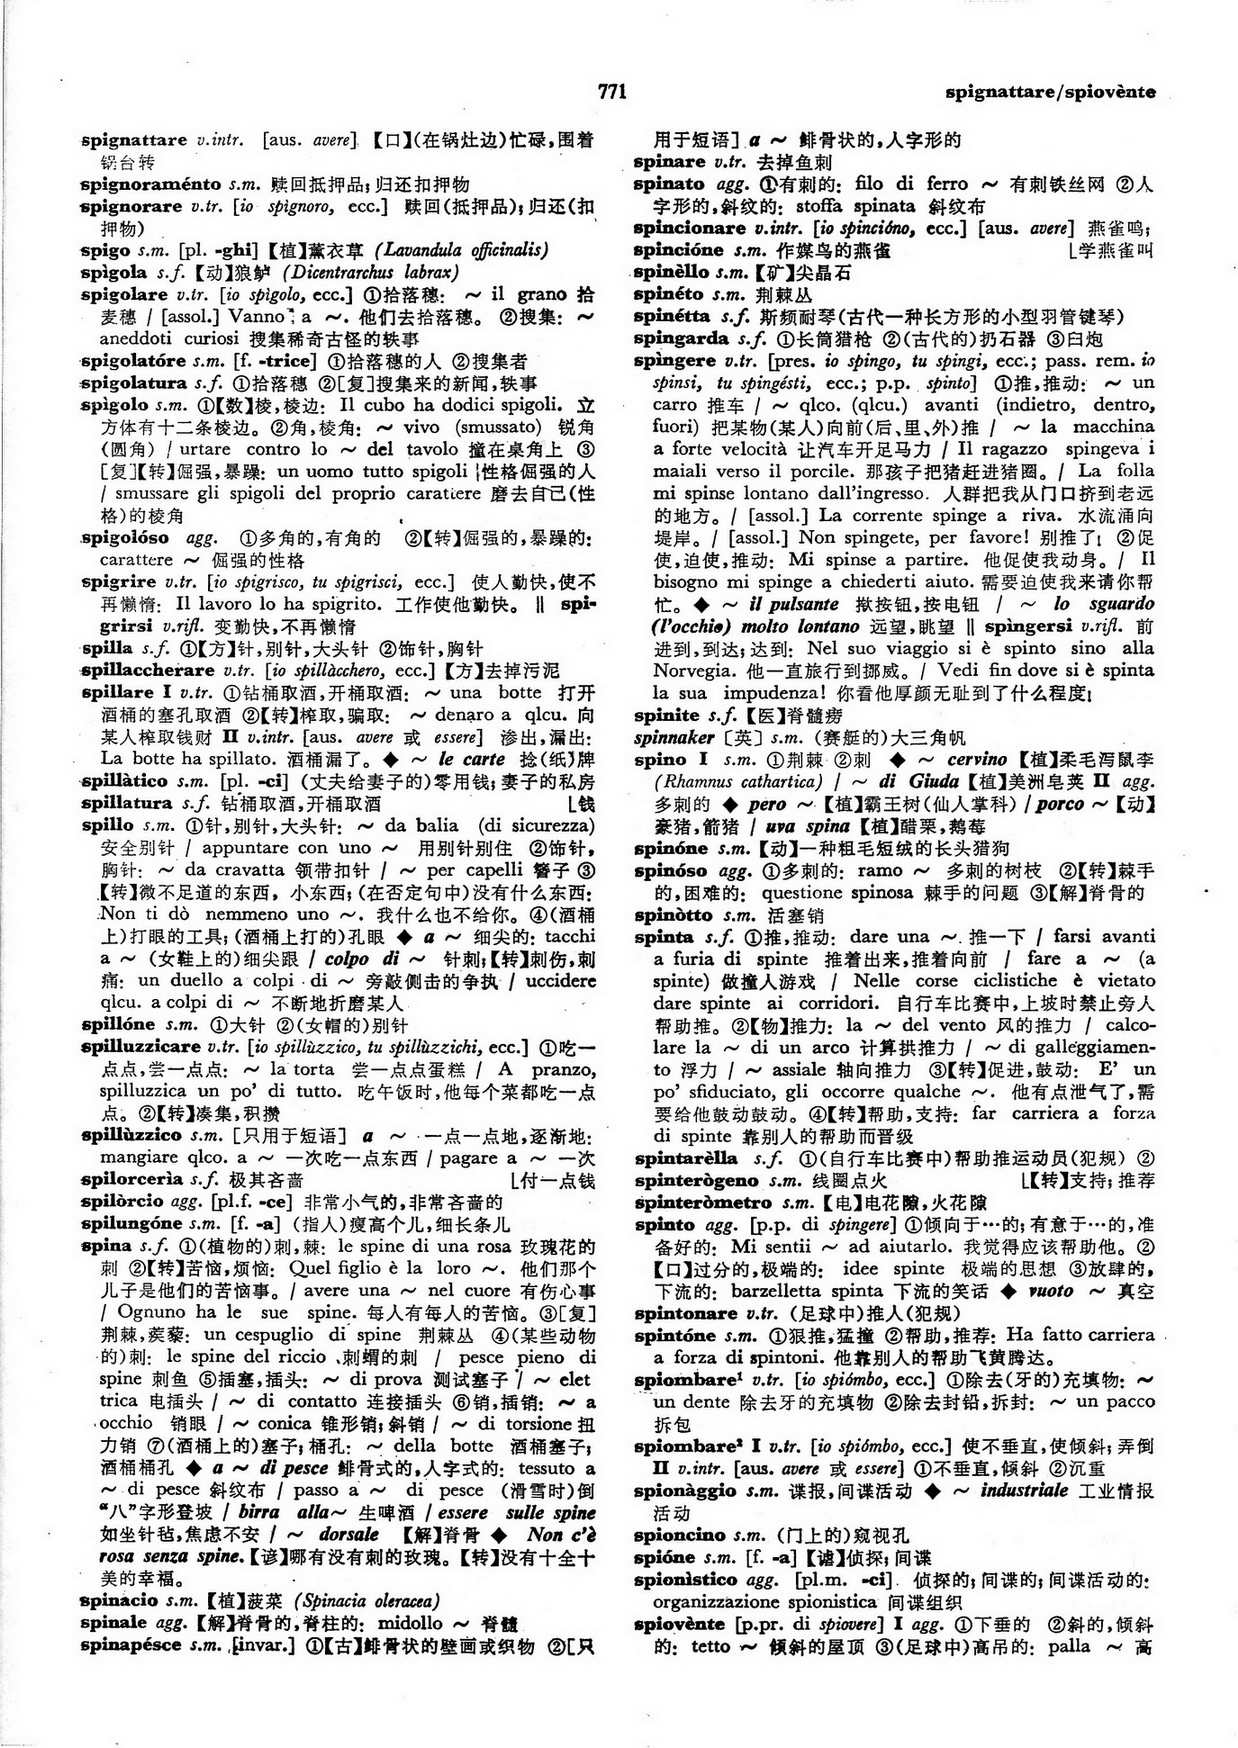 771
spignattare/spiovènte
spignattare v.intr. [aus. avere] 【口】(在锅灶边)忙碌,围着
锅台转
spignoraménto s.m. 赎回抵押品; 归还扣押物
spignorare v.tr. [io spìgnoro, ecc.] 赎回(抵押品); 归还(扣
押物)
spigo s.m. [pl. -ghi] 【植】薰衣草 (Lavandula officinalis)
spìgola s.f. 【动】狼鲈 (Dicentrarchus labrax)
spigolare v.tr. [io spìgolo, ecc.] ①拾落穗: ～ il grano 拾
麦穗 / [assol.] Vanno a ～. 他们去拾落穗。 ②搜集: ～
aneddoti curiosi 搜集稀奇古怪的轶事
spigolatóre s.m. [f. -trice] ①拾落穗的人 ②搜集者
spigolatura s.f. ①拾落穗 ②[复]搜集来的新闻,轶事
spìgolo s.m. ①【数】棱,棱边: Il cubo ha dodici spigoli. 立
方体有十二条棱边。②角,棱角: ～ vivo (smussato) 锐角
(圆角) / urtare contro lo ～ del tavolo 撞在桌角上 ③
[复]【转】倔强,暴躁: un uomo tutto spigoli 性格倔强的人
/ smussare gli spigoli del proprio carattere 磨去自己(性
格)的棱角
spigolóso agg. ①多角的,有角的 ②【转】倔强的,暴躁的:
carattere ～ 倔强的性格
spigrire v.tr. [io spigrisco, tu spigrisci, ecc.] 使人勤快,使不
再懒惰: Il lavoro lo ha spigrito. 工作使他勤快。 ‖ spi-
grirsi v.rifl. 变勤快,不再懒惰
spilla s.f. ①【方】针,别针,大头针 ②饰针,胸针
spillaccherare v.tr. [io spillàcchero, ecc.] 【方】去掉污泥
spillare I v.tr. ①钻桶取酒,开桶取酒: ～ una botte 打开
酒桶的塞孔取酒 ②【转】榨取,骗取: ～ denaro a qlcu. 向
某人榨取钱财 II v.intr. [aus. avere 或 essere] 渗出,漏出:
La botte ha spillato. 酒桶漏了。◆ ～ le carte 捻(纸)牌
spillàtico s.m. [pl. -ci] (丈夫给妻子的)零用钱; 妻子的私房
spillatura s.f. 钻桶取酒,开桶取酒 ⌊钱
spillo s.m. ①针,别针,大头针: ～ da balia (di sicurezza)
安全别针 / appuntare con uno ～ 用别针别住 ②饰针,
胸针: ～ da cravatta 领带扣针 / ～ per capelli 簪子 ③
【转】微不足道的东西, 小东西; (在否定句中)没有什么东西:
Non ti dò nemmeno uno ～. 我什么也不给你。④(酒桶
上)打眼的工具; (酒桶上打的)孔眼 ◆ a ～ 细尖的: tacchi
a ～ (女鞋上的)细尖跟 / colpo di ～ 针刺;【转】刺伤,刺
痛: un duello a colpi di ～ 旁敲侧击的争执 / uccidere
qlcu. a colpi di ～ 不断地折磨某人
spillóne s.m. ①大针 ②(女帽的)别针
spilluzzicare v.tr. [io spillùzzico, tu spillùzzichi, ecc.] ①吃一
点点,尝一点点: ～ la torta 尝一点点蛋糕 / A pranzo,
spilluzzica un po' di tutto. 吃午饭时,他每个菜都吃一点
点。②【转】凑集,积攒
spillùzzico s.m. [只用于短语] a ～ 一点一点地,逐渐地:
mangiare qlco. a ～ 一次吃一点东西 / pagare a ～ 一次
spilorcerìa s.f. 极其吝啬 ⌊付一点钱
spilòrcio agg. [pl.f. -ce] 非常小气的,非常吝啬的
spilungóne s.m. [f. -a] (指人)瘦高个儿,细长条儿
spina s.f. ①(植物的)刺,棘: le spine di una rosa 玫瑰花的
刺 ②【转】苦恼,烦恼: Quel figlio è la loro ～. 他们那个
儿子是他们的苦恼事。/ avere una ～ nel cuore 有伤心事
/ Ognuno ha le sue spine. 每人有每人的苦恼。③[复]
荆棘,蒺藜: un cespuglio di spine 荆棘丛 ④(某些动物
的)刺: le spine del riccio 刺猬的刺 / pesce pieno di
spine 刺鱼 ⑤插塞,插头: ～ di prova 测试塞子 / ～ elet
trica 电插头 / ～ di contatto 连接插头 ⑥销,插销: ～ a
occhio 销眼 / ～ conica 锥形销; 斜销 / ～ di torsione 扭
力销 ⑦(酒桶上的)塞子; 桶孔: ～ della botte 酒桶塞子;
酒桶桶孔 ◆ a ～ di pesce 鲱骨式的,人字式的: tessuto a
～ di pesce 斜纹布 / passo a ～ di pesce (滑雪时)倒
“八”字形登坡 / birra alla～ 生啤酒 / essere sulle spine
如坐针毡,焦虑不安 / ～ dorsale 【解】脊骨 ◆ Non c'è
rosa senza spine.【谚】哪有没有刺的玫瑰。【转】没有十全十
美的幸福。
spinàcio s.m. 【植】菠菜 (Spinacia oleracea)
spinale agg. 【解】脊骨的,脊柱的: midollo ～ 脊髓
spinapésce s.m. [invar.] ①【古】鲱骨状的壁画或织物 ②[只
用于短语] a ～ 鲱骨状的,人字形的
spinare v.tr. 去掉鱼刺
spinato agg. ①有刺的: filo di ferro ～ 有刺铁丝网 ②人
字形的,斜纹的: stoffa spinata 斜纹布
spincionare v.intr. [io spincióno, ecc.] [aus. avere] 燕雀鸣;
spincióne s.m. 作媒鸟的燕雀 ⌊学燕雀叫
spinèllo s.m.【矿】尖晶石
spinéto s.m. 荆棘丛
spinétta s.f. 斯频耐琴(古代一种长方形的小型羽管键琴)
spingarda s.f. ①长筒猎枪 ②(古代的)扔石器 ③臼炮
spìngere v.tr. [pres. io spingo, tu spingi, ecc.; pass. rem. io
spinsi, tu spingésti, ecc.; p.p. spinto] ①推,推动: ～ un
carro 推车 / ～ qlco. (qlcu.) avanti (indietro, dentro,
fuori) 把某物(某人)向前(后、里、外)推 / ～ la macchina
a forte velocità 让汽车开足马力 / Il ragazzo spingeva i
maiali verso il porcile. 那孩子把猪赶进猪圈。/ La folla
mi spinse lontano dall'ingresso. 人群把我从门口挤到老远
的地方。/ [assol.] La corrente spinge a riva. 水流涌向
堤岸。/ [assol.] Non spingete, per favore! 别推了! ②促
使,迫使,推动: Mi spinse a partire. 他促使我动身。/ Il
bisogno mi spinge a chiederti aiuto. 需要迫使我来请你帮
忙。◆ ～ il pulsante 揿按钮,按电钮 / ～ lo sguardo
(l'occhio) molto lontano 远望,眺望 ‖ spìngersi v.rifl. 前
进到,到达; 达到: Nel suo viaggio si è spinto sino alla
Norvegia. 他一直旅行到挪威。/ Vedi fin dove si è spinta
la sua impudenza! 你看他厚颜无耻到了什么程度!
spinite s.f. 【医】脊髓痨
spinnaker 〔英〕 s.m. (赛艇的)大三角帆
spino I s.m. ①荆棘 ②刺 ◆ ～ cervino 【植】柔毛泻鼠李
(Rhamnus cathartica) / ～ di Giuda 【植】美洲皂荚 II agg.
多刺的 ◆ pero ～ 【植】霸王树(仙人掌科) / porco ～【动】
豪猪,箭猪 / uva spina 【植】醋栗,鹅莓
spinóne s.m. 【动】一种粗毛短绒的长头猎狗
spinóso agg. ①多刺的: ramo ～ 多刺的树枝 ②【转】棘手
的,困难的: questione spinosa 棘手的问题 ③【解】脊骨的
spinòtto s.m. 活塞销
spinta s.f. ①推,推动: dare una ～. 推一下 / farsi avanti
a furia di spinte 推着出来,推着向前 / fare a ～ (a
spinte) 做撞人游戏 / Nelle corse ciclistiche è vietato
dare spinte ai corridori. 自行车比赛中,上坡时禁止旁人
帮助推。②【物】推力: la ～ del vento 风的推力 / calco-
lare la ～ di un arco 计算拱推力 / ～ di galleggiamen-
to 浮力 / ～ assiale 轴向推力 ③【转】促进,鼓动: E' un
po' sfiduciato, gli occorre qualche ～. 他有点泄气了,需
要给他鼓动鼓动。④【转】帮助,支持: far carriera a forza
di spinte 靠别人的帮助而晋级
spintarèlla s.f. ①(自行车比赛中)帮助推运动员(犯规) ②
spinterògeno s.m. 线圈点火 ⌊【转】支持; 推荐
spinteròmetro s.m. 【电】电花隙,火花隙
spinto agg. [p.p. di spingere] ①倾向于…的; 有意于…的,准
备好的: Mi sentii ～ ad aiutarlo. 我觉得应该帮助他。②
【口】过分的,极端的: idee spinte 极端的思想 ③放肆的,
下流的: barzelletta spinta 下流的笑话 ◆ vuoto ～ 真空
spintonare v.tr. (足球中)推人(犯规)
spintóne s.m. ①狠推,猛撞 ②帮助,推荐: Ha fatto carriera
a forza di spintoni. 他靠别人的帮助飞黄腾达。
spiombare¹ v.tr. [io spiómbo, ecc.] ①除去(牙的)充填物: ～
un dente 除去牙的充填物 ②除去封铅,拆封: ～ un pacco
拆包
spiombare² I v.tr. [io spiómbo, ecc.] 使不垂直,使倾斜; 弄倒
II v.intr. [aus. avere 或 essere] ①不垂直,倾斜 ②沉重
spionàggio s.m. 谍报,间谍活动 ◆ ～ industriale 工业情报
活动
spioncino s.m. (门上的)窥视孔
spióne s.m. [f. -a] 【谑】侦探; 间谍
spionìstico agg. [pl.m. -ci] 侦探的; 间谍的; 间谍活动的:
organizzazione spionistica 间谍组织
spiovènte [p.pr. di spiovere] I agg. ①下垂的 ②斜的,倾斜
的: tetto ～ 倾斜的屋顶 ③(足球中)高吊的: palla ～ 高